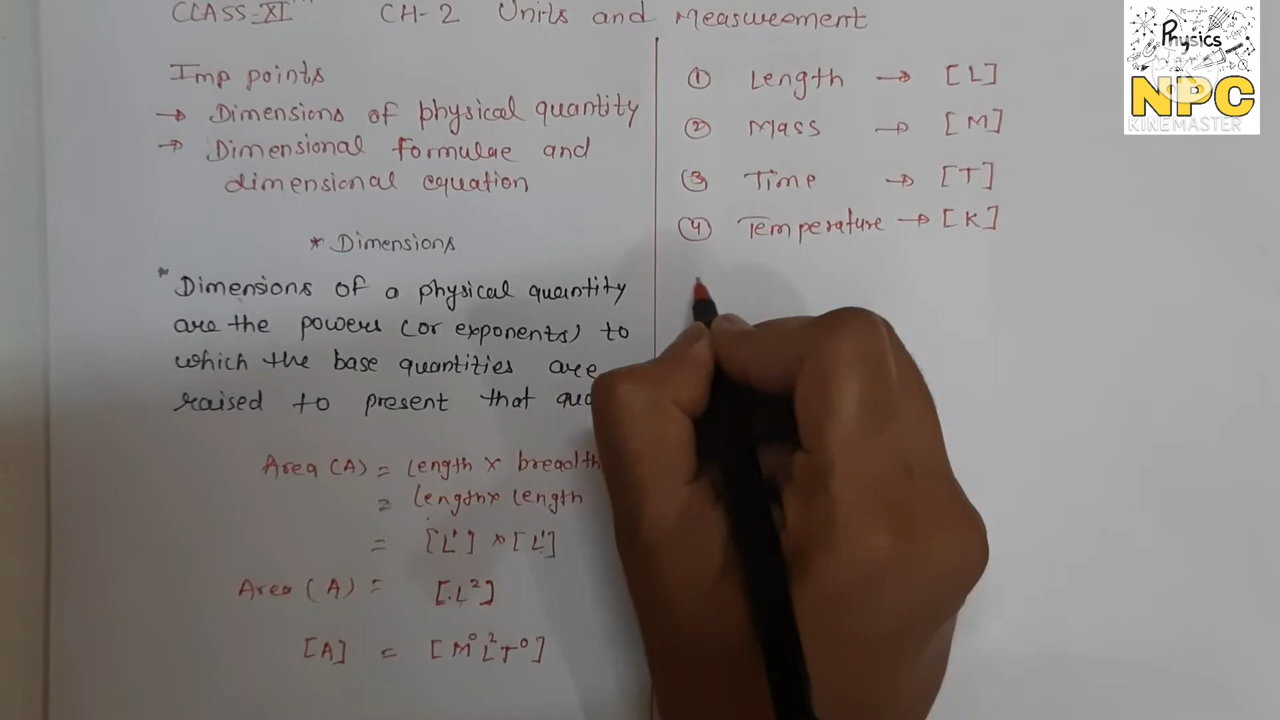 CLASS-XI CH-2 Units and Measurement
Imp points
→ Dimensions of physical quantity
→ Dimensional formulae and
dimensional equation
* Dimensions
" Dimensions of a physical quantity
are the powers (or exponents) to
which the base quantities are
raised to present that
Area (A) = length × breadth
= length × length
= [L¹] × [L¹]
Area (A) = [L²]
[A] = [M⁰L²T⁰]
① Length → [L]
② Mass → [M]
③ Time → [T]
④ Temperature → [K]
Physics
NPC
KINEMASTER